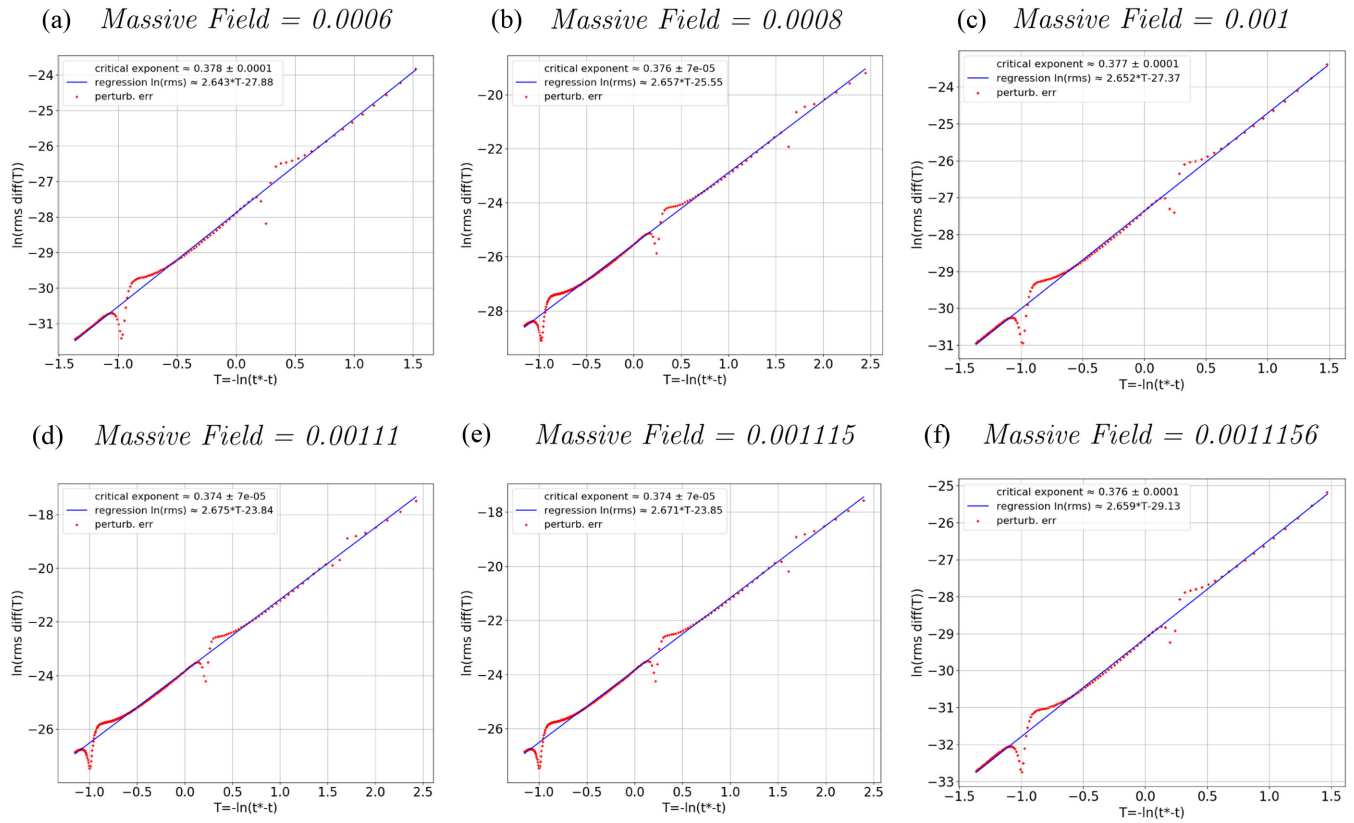 (a) Massive Field = 0.0006
critical exponent ≈ 0.378 ± 0.0001
regression ln(rms) ≈ 2.643*T-27.88
perturb. err
ln(rms diff(T))
−24
−25
−26
−27
−28
−29
−30
−31
−1.5 −1.0 −0.5 0.0 0.5 1.0 1.5
T=-ln(t*-t)
(b) Massive Field = 0.0008
critical exponent ≈ 0.376 ± 7e-05
regression ln(rms) ≈ 2.657*T-25.55
perturb. err
ln(rms diff(T))
−20
−22
−24
−26
−28
−1.0 −0.5 0.0 0.5 1.0 1.5 2.0 2.5
T=-ln(t*-t)
(c) Massive Field = 0.001
critical exponent ≈ 0.377 ± 0.0001
regression ln(rms) ≈ 2.652*T-27.37
perturb. err
ln(rms diff(T))
−24
−25
−26
−27
−28
−29
−30
−31
−1.5 −1.0 −0.5 0.0 0.5 1.0 1.5
T=-ln(t*-t)
(d) Massive Field = 0.00111
critical exponent ≈ 0.374 ± 7e-05
regression ln(rms) ≈ 2.675*T-23.84
perturb. err
ln(rms diff(T))
−18
−20
−22
−24
−26
−1.0 −0.5 0.0 0.5 1.0 1.5 2.0 2.5
T=-ln(t*-t)
(e) Massive Field = 0.001115
critical exponent ≈ 0.374 ± 7e-05
regression ln(rms) ≈ 2.671*T-23.85
perturb. err
ln(rms diff(T))
−18
−20
−22
−24
−26
−1.0 −0.5 0.0 0.5 1.0 1.5 2.0 2.5
T=-ln(t*-t)
(f) Massive Field = 0.0011156
critical exponent ≈ 0.376 ± 0.0001
regression ln(rms) ≈ 2.659*T-29.13
perturb. err
ln(rms diff(T))
−25
−26
−27
−28
−29
−30
−31
−32
−33
−1.5 −1.0 −0.5 0.0 0.5 1.0 1.5
T=-ln(t*-t)